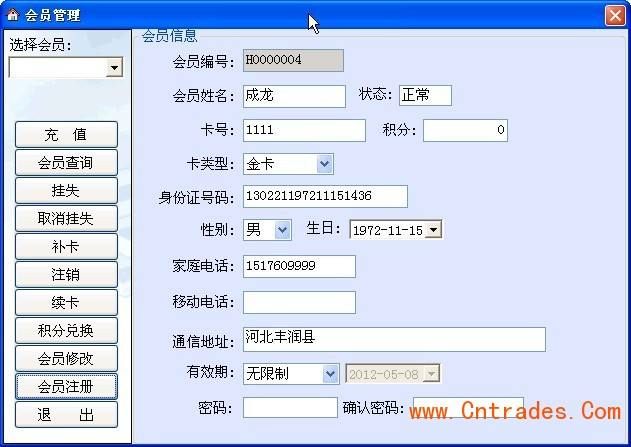 会员管理
选择会员:
充 值
会员查询
挂失
取消挂失
补卡
注销
续卡
积分兑换
会员修改
会员注册
退 出
会员信息
会员编号: H0000004
会员姓名: 成龙 状态: 正常
卡号: 1111 积分: 0
卡类型: 金卡
身份证号码: 130221197211151436
性别: 男 生日: 1972-11-15
家庭电话: 1517609999
移动电话:
通信地址: 河北丰润县
有效期: 无限制 2012-05-08
密码: 确认密码:
www.Cntrades.Com